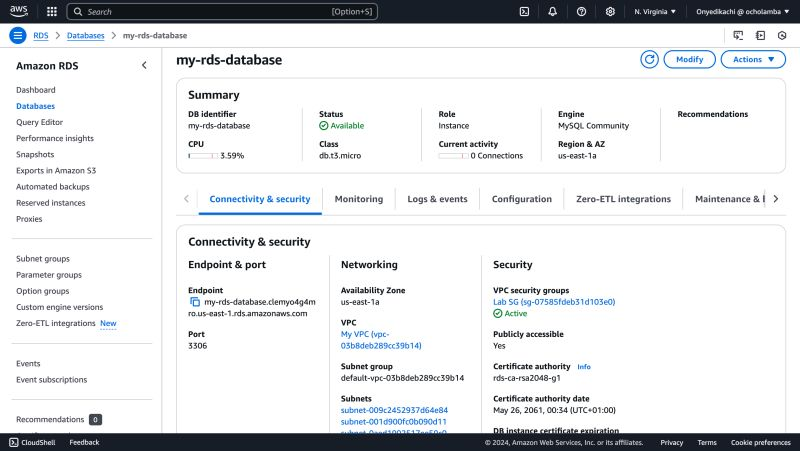 aws
Search [Option+S]
N. Virginia
Onyedikachi @ ocholamba
RDS > Databases > my-rds-database
Amazon RDS
Dashboard
Databases
Query Editor
Performance insights
Snapshots
Exports in Amazon S3
Automated backups
Reserved instances
Proxies
Subnet groups
Parameter groups
Option groups
Custom engine versions
Zero-ETL integrations New
Events
Event subscriptions
Recommendations 0
my-rds-database
Modify
Actions
Summary
DB identifier
my-rds-database
Status
Available
Role
Instance
Engine
MySQL Community
Recommendations
CPU
3.59%
Class
db.t3.micro
Current activity
0 Connections
Region & AZ
us-east-1a
Connectivity & security
Monitoring
Logs & events
Configuration
Zero-ETL integrations
Maintenance &
Connectivity & security
Endpoint & port
Endpoint
my-rds-database.clemyo4g4m
ro.us-east-1.rds.amazonaws.com
Port
3306
Networking
Availability Zone
us-east-1a
VPC
My VPC (vpc-
03b8deb289cc39b14)
Subnet group
default-vpc-03b8deb289cc39b14
Subnets
subnet-009c2452937d64e84
subnet-001d900fc0b090d11
Security
VPC security groups
Lab SG (sg-07585fdeb31d103e0)
Active
Publicly accessible
Yes
Certificate authority Info
rds-ca-rsa2048-g1
Certificate authority date
May 26, 2061, 00:34 (UTC+01:00)
DB instance certificate expiration
CloudShell
Feedback
© 2024, Amazon Web Services, Inc. or its affiliates.
Privacy
Terms
Cookie preferences